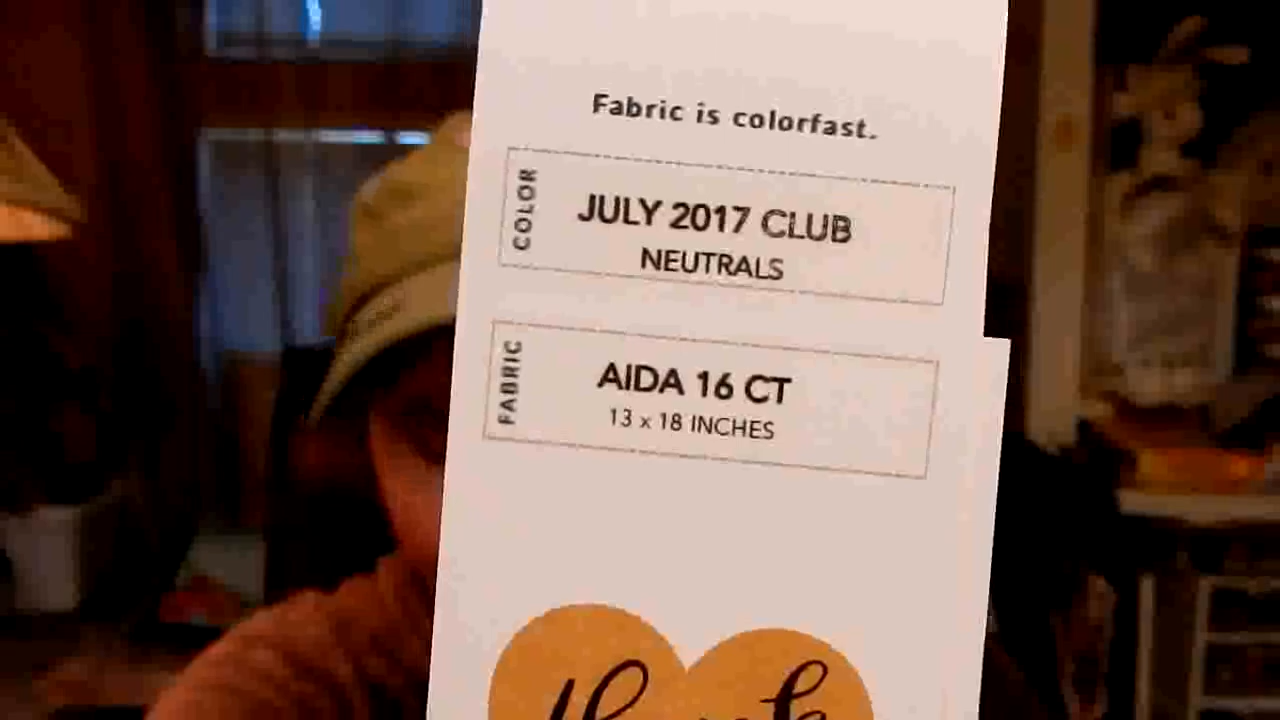 Fabric is colorfast.
COLOR
JULY 2017 CLUB
NEUTRALS
FABRIC
AIDA 16 CT
13 x 18 INCHES